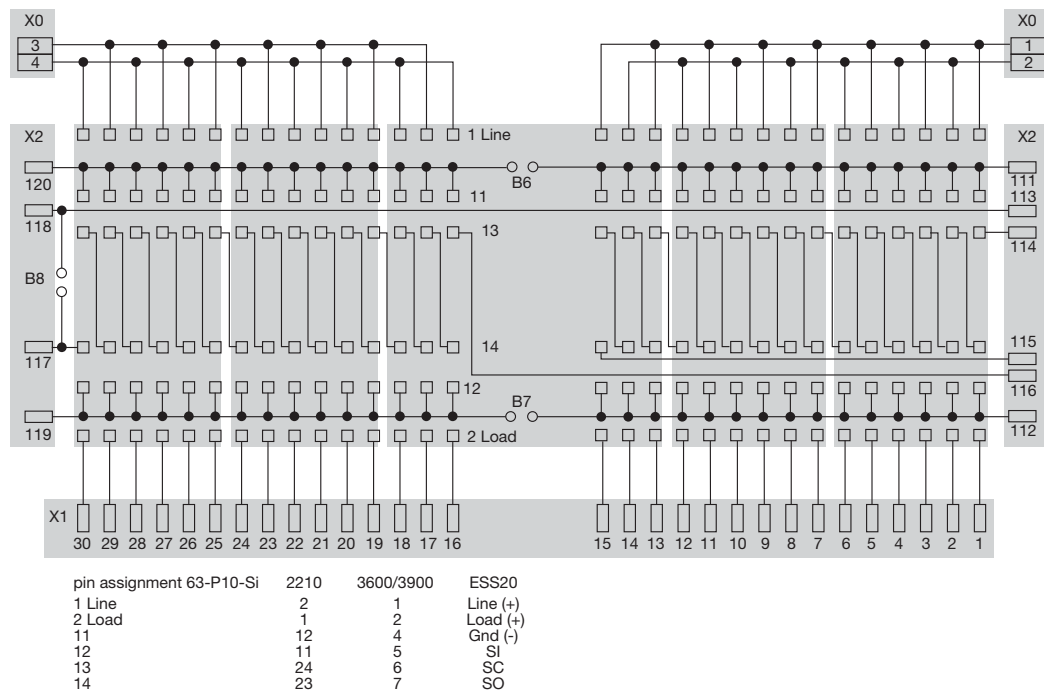 X0 X0
3 1
4 2
X2 1 Line X2
120 B6 111
118 11 113
13 114
B8
117 14 115
12 116
119 B7 112
2 Load
X1
30 29 28 27 26 25 24 23 22 21 20 19 18 17 16 15 14 13 12 11 10 9 8 7 6 5 4 3 2 1
pin assignment 63-P10-Si 2210 3600/3900 ESS20
1 Line 2 1 Line (+)
2 Load 1 2 Load (+)
11 12 4 Gnd (-)
12 11 5 SI
13 24 6 SC
14 23 7 SO